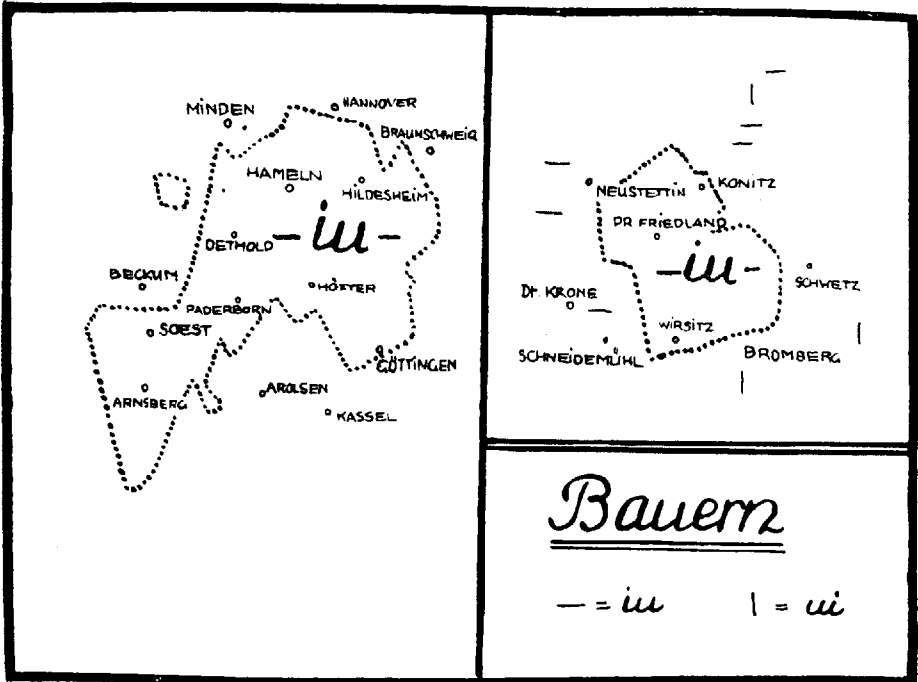 MINDEN
HANNOVER
BRAUNSCHWEIG
HAMELN
HILDESHEIM
DETMOLD
– iu –
BECKUM
HÖXTER
PADERBORN
SOEST
GÖTTINGEN
ARNSBERG
AROLSEN
KASSEL
NEUSTETTIN
KONITZ
DR FRIEDLAND
– iu –
SCHWETZ
Dt. KRONE
WIRSITZ
SCHNEIDEMÜHL
BROMBERG
Bauern
— = iu
| = ui